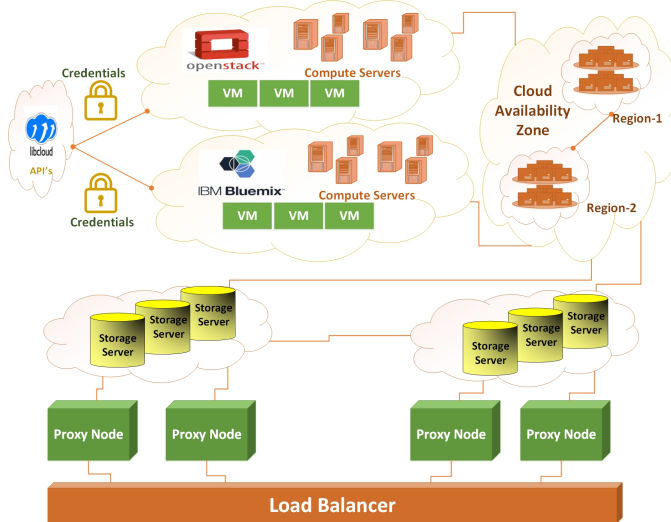 openstack™
Credentials
Compute Servers
VM VM VM
Cloud
Availability
Zone
Region-1
libcloud
API's
IBM Bluemix™
Compute Servers
Credentials
VM VM VM
Region-2
Storage
Server
Storage
Server
Storage
Server
Storage
Server
Storage
Server
Storage
Server
Proxy Node
Proxy Node
Proxy Node
Proxy Node
Load Balancer